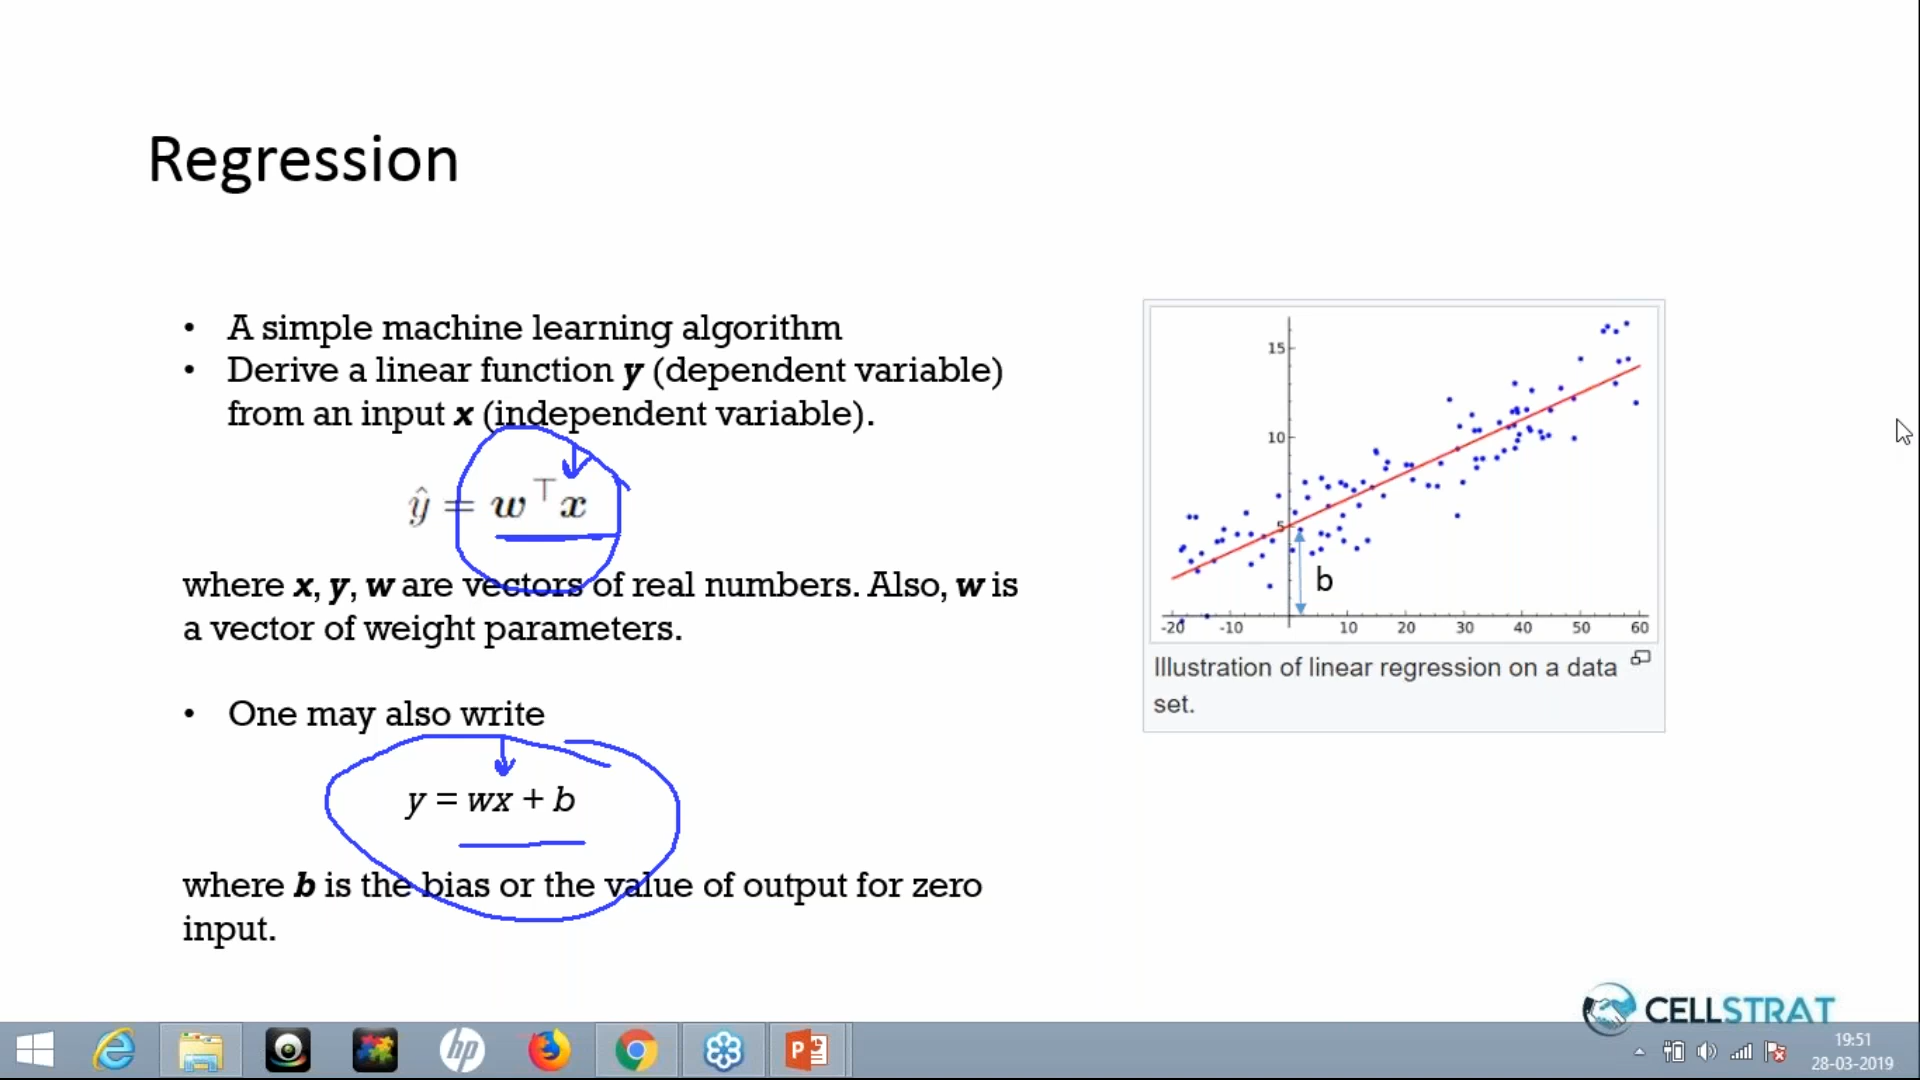 Regression
• A simple machine learning algorithm
• Derive a linear function y (dependent variable)
from an input x (independent variable).
ŷ = w⊤x
where x, y, w are vectors of real numbers. Also, w is
a vector of weight parameters.
• One may also write
y = wx + b
where b is the bias or the value of output for zero
input.
15
10
5
b
-20 -10 10 20 30 40 50 60
Illustration of linear regression on a data
set.
CELLSTRAT
hp
P
19:51
28-03-2019